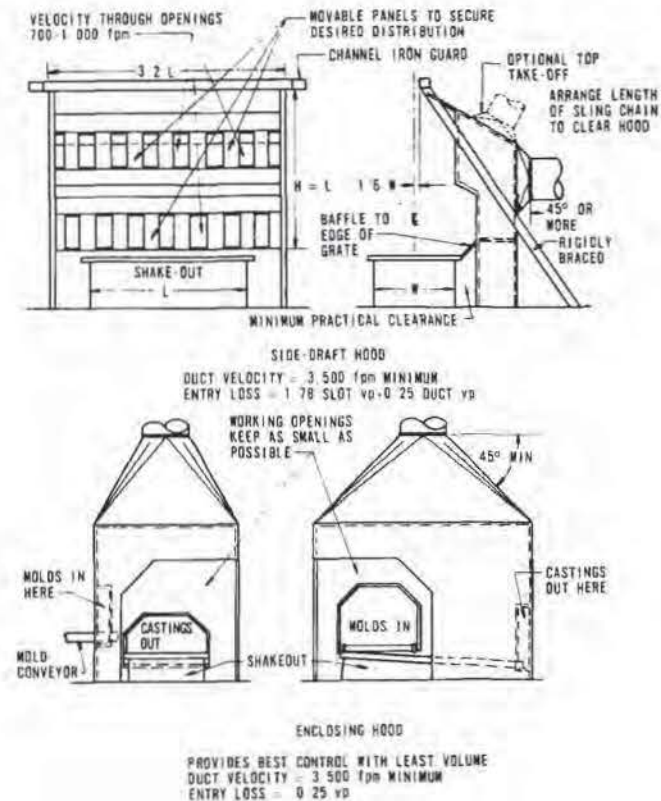 VELOCITY THROUGH OPENINGS
700-1 000 fpm
MOVABLE PANELS TO SECURE
DESIRED DISTRIBUTION
CHANNEL IRON GUARD
OPTIONAL TOP
TAKE-OFF
ARRANGE LENGTH
OF SLING CHAIN
TO CLEAR HOOD
3.2 L
H = L
1.6 W
BAFFLE TO
EDGE OF
GRATE
45° OR
MORE
RIGIDLY
BRACED
SHAKE-OUT
L
W
MINIMUM PRACTICAL CLEARANCE
SIDE-DRAFT HOOD
DUCT VELOCITY = 3,500 fpm MINIMUM
ENTRY LOSS = 1 78 SLOT vp+0 25 DUCT vp
WORKING OPENINGS
KEEP AS SMALL AS
POSSIBLE
45° MIN
MOLDS IN
HERE
CASTINGS
OUT
MOLDS IN
CASTINGS
OUT HERE
MOLD
CONVEYOR
SHAKEOUT
ENCLOSING HOOD
PROVIDES BEST CONTROL WITH LEAST VOLUME
DUCT VELOCITY = 3 500 fpm MINIMUM
ENTRY LOSS = 0 25 vp